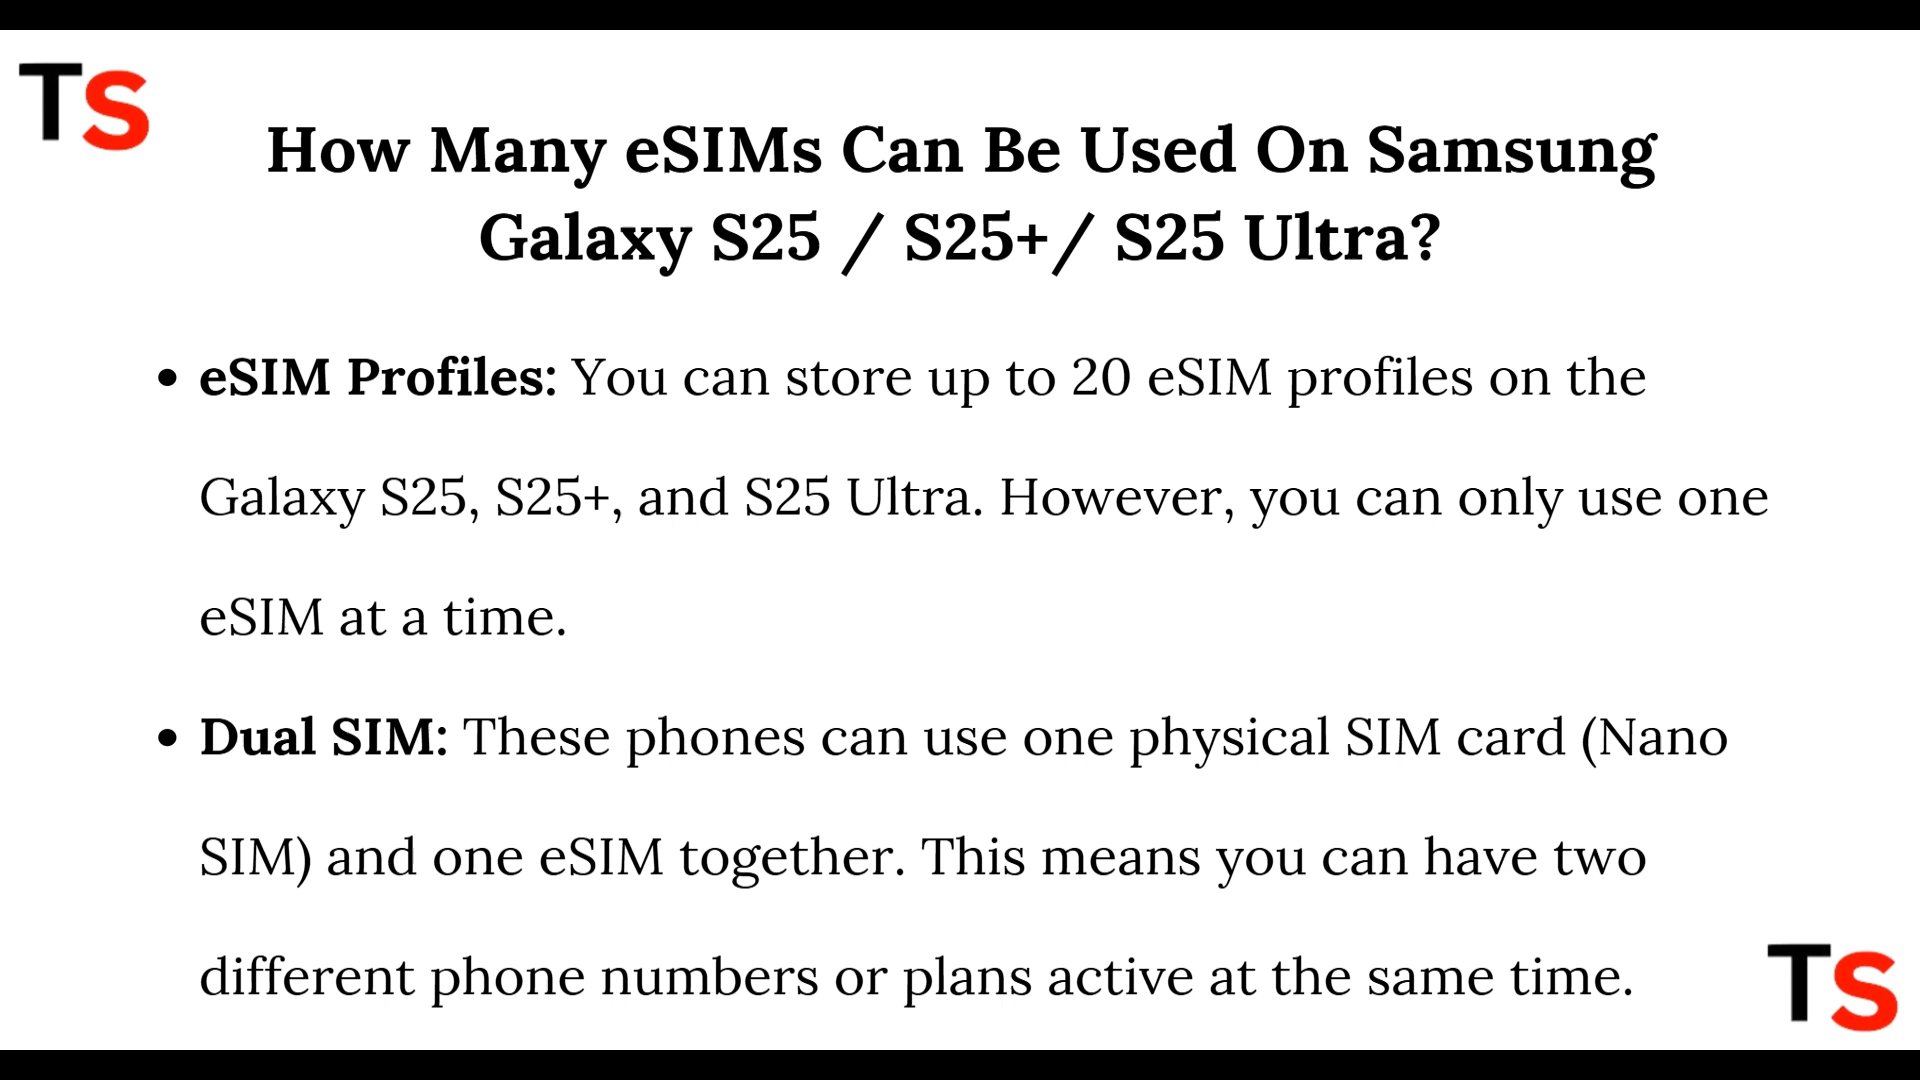 TS
How Many eSIMs Can Be Used On Samsung
Galaxy S25 / S25+/ S25 Ultra?
• eSIM Profiles: You can store up to 20 eSIM profiles on the
Galaxy S25, S25+, and S25 Ultra. However, you can only use one
eSIM at a time.
• Dual SIM: These phones can use one physical SIM card (Nano
SIM) and one eSIM together. This means you can have two
different phone numbers or plans active at the same time.
TS